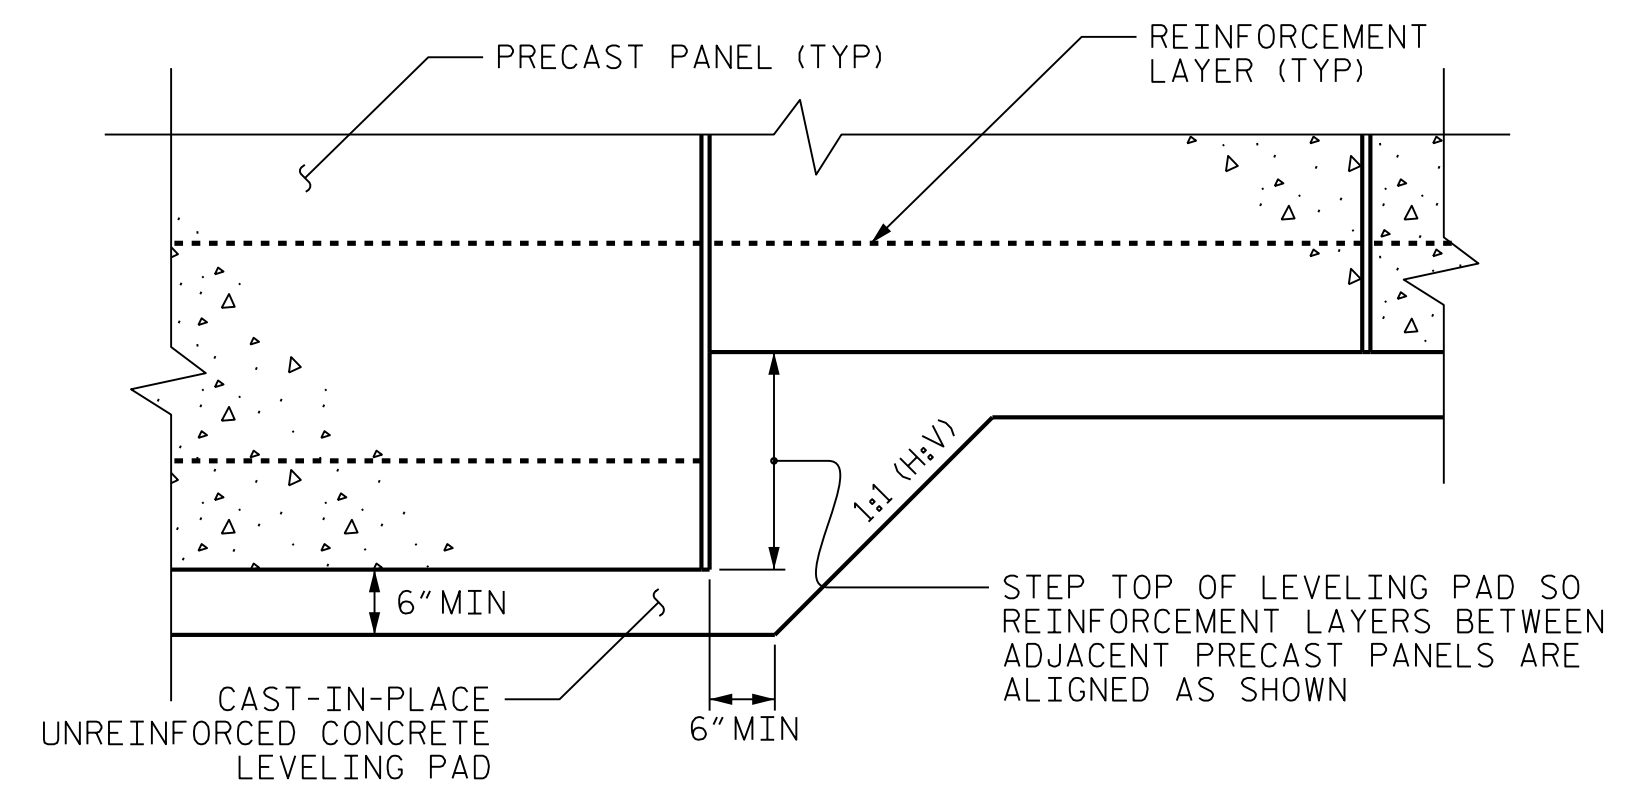 PRECAST PANEL (TYP)
REINFORCEMENT
LAYER (TYP)
1:1 (H:V)
6" MIN
STEP TOP OF LEVELING PAD SO
REINFORCEMENT LAYERS BETWEEN
ADJACENT PRECAST PANELS ARE
ALIGNED AS SHOWN
CAST-IN-PLACE
UNREINFORCED CONCRETE
LEVELING PAD
6" MIN